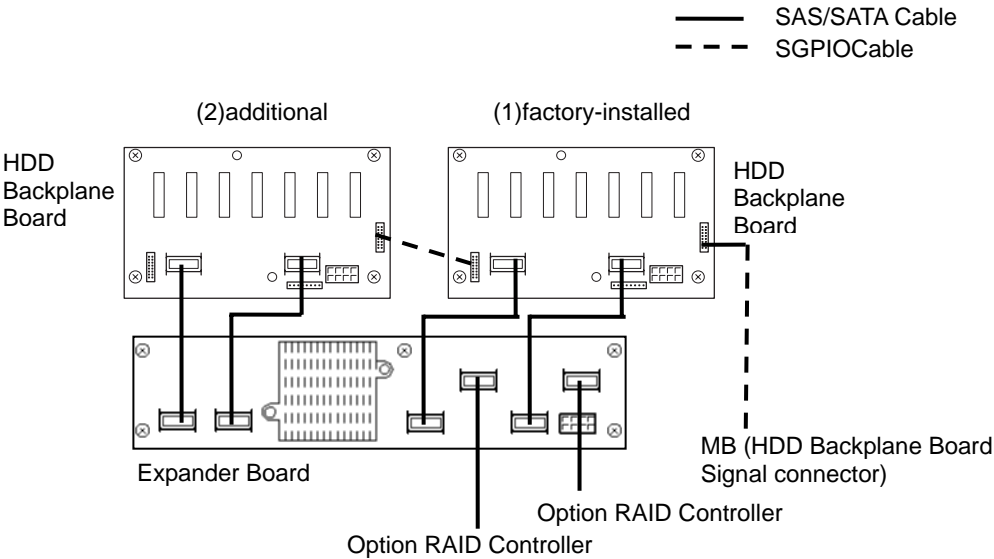 SAS/SATA Cable
SGPIOCable
(2)additional
(1)factory-installed
HDD
Backplane
Board
HDD
Backplane
Board
Expander Board
MB (HDD Backplane Board
Signal connector)
Option RAID Controller
Option RAID Controller